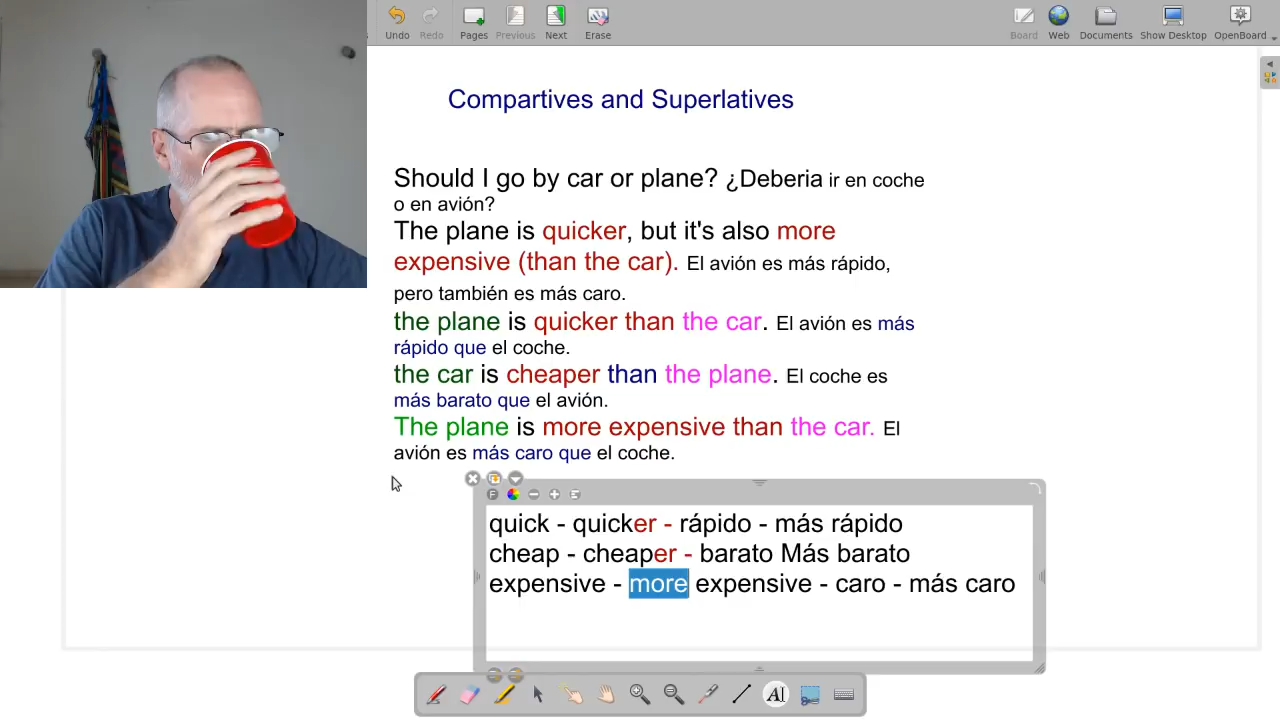 Undo Redo Pages Previous Next Erase Board Web Documents Show Desktop OpenBoard
Compartives and Superlatives
Should I go by car or plane? ¿Deberia ir en coche
o en avión?
The plane is quicker, but it's also more
expensive (than the car). El avión es más rápido,
pero también es más caro.
the plane is quicker than the car. El avión es más
rápido que el coche.
the car is cheaper than the plane. El coche es
más barato que el avión.
The plane is more expensive than the car. El
avión es más caro que el coche.
quick - quicker - rápido - más rápido
cheap - cheaper - barato Más barato
expensive - more expensive - caro - más caro